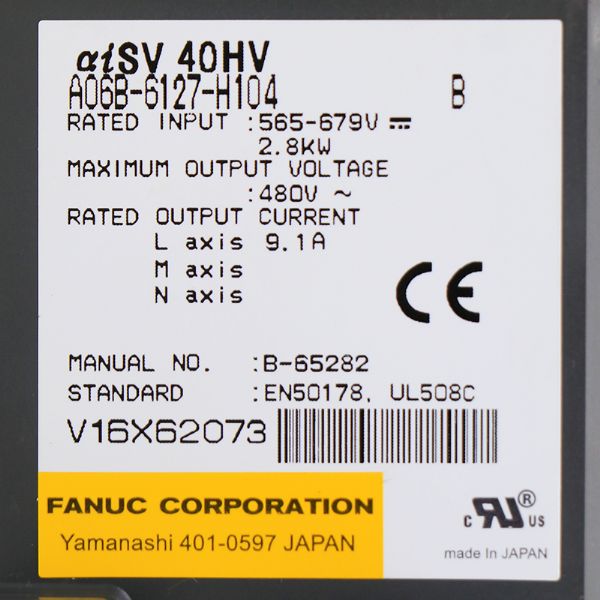 αiSV 40HV
A06B-6127-H104 B
RATED INPUT :565-679V ⎓
2.8kW
MAXIMUM OUTPUT VOLTAGE
:480V ~
RATED OUTPUT CURRENT
L axis 9.1A
M axis
N axis
CE
MANUAL NO. :B-65282
STANDARD :EN50178, UL508C
V16X62073
FANUC CORPORATION
Yamanashi 401-0597 JAPAN
c RU ® US
made In JAPAN